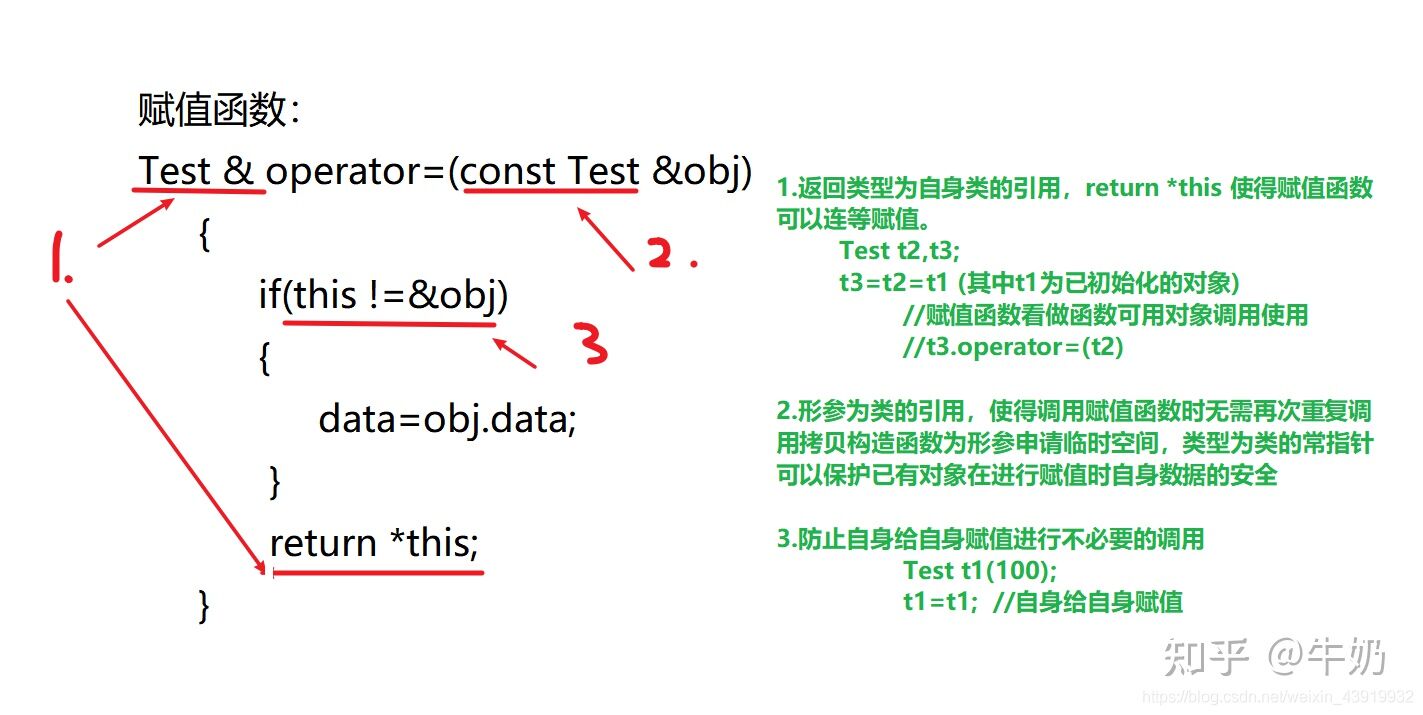 赋值函数：
Test & operator=(const Test &obj)
{
if(this !=&obj)
{
data=obj.data;
}
return *this;
}
1.
2.
3
1.返回类型为自身类的引用，return *this 使得赋值函数
可以连等赋值。
Test t2,t3;
t3=t2=t1 (其中t1为已初始化的对象)
//赋值函数看做函数可用对象调用使用
//t3.operator=(t2)
2.形参为类的引用，使得调用赋值函数时无需再次重复调
用拷贝构造函数为形参申请临时空间，类型为类的常指针
可以保护已有对象在进行赋值时自身数据的安全
3.防止自身给自身赋值进行不必要的调用
Test t1(100);
t1=t1; //自身给自身赋值
知乎 @牛奶
https://blog.csdn.net/weixin_43919932